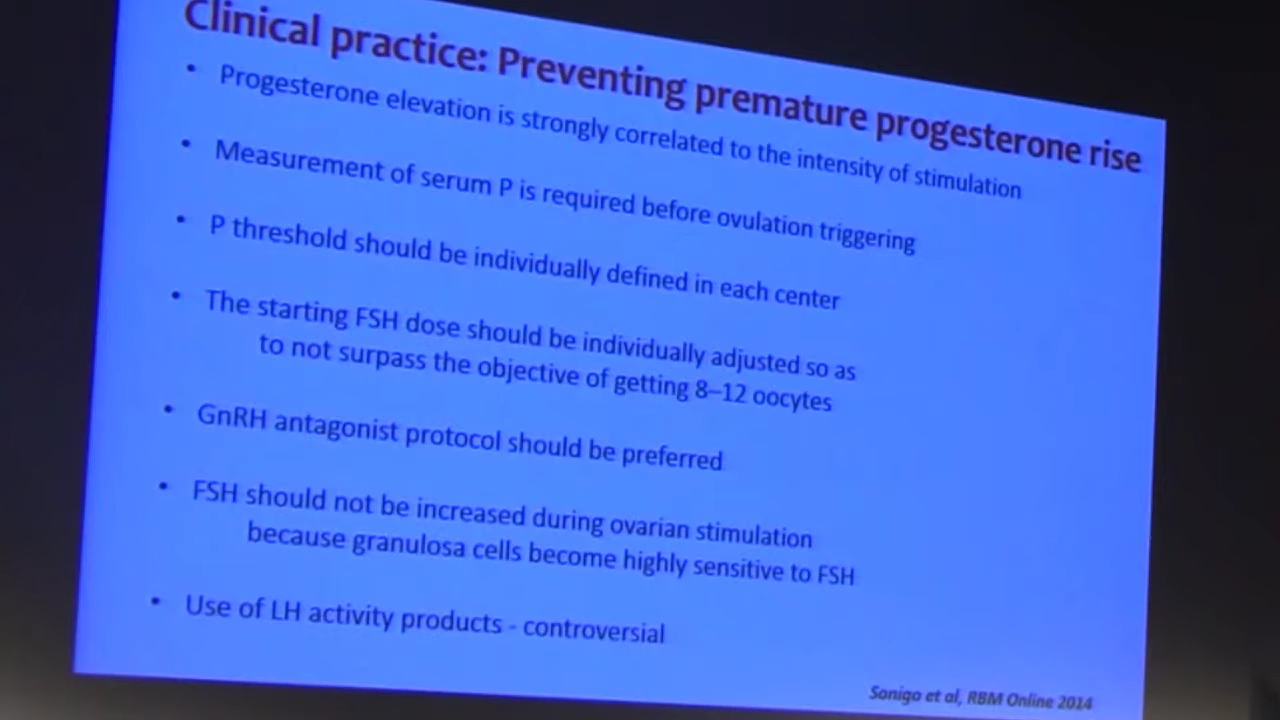 Clinical practice: Preventing premature progesterone rise
• Progesterone elevation is strongly correlated to the intensity of stimulation
• Measurement of serum P is required before ovulation triggering
• P threshold should be individually defined in each center
• The starting FSH dose should be individually adjusted so as
to not surpass the objective of getting 8–12 oocytes
• GnRH antagonist protocol should be preferred
• FSH should not be increased during ovarian stimulation
because granulosa cells become highly sensitive to FSH
• Use of LH activity products - controversial
Sonigo et al, RBM Online 2014